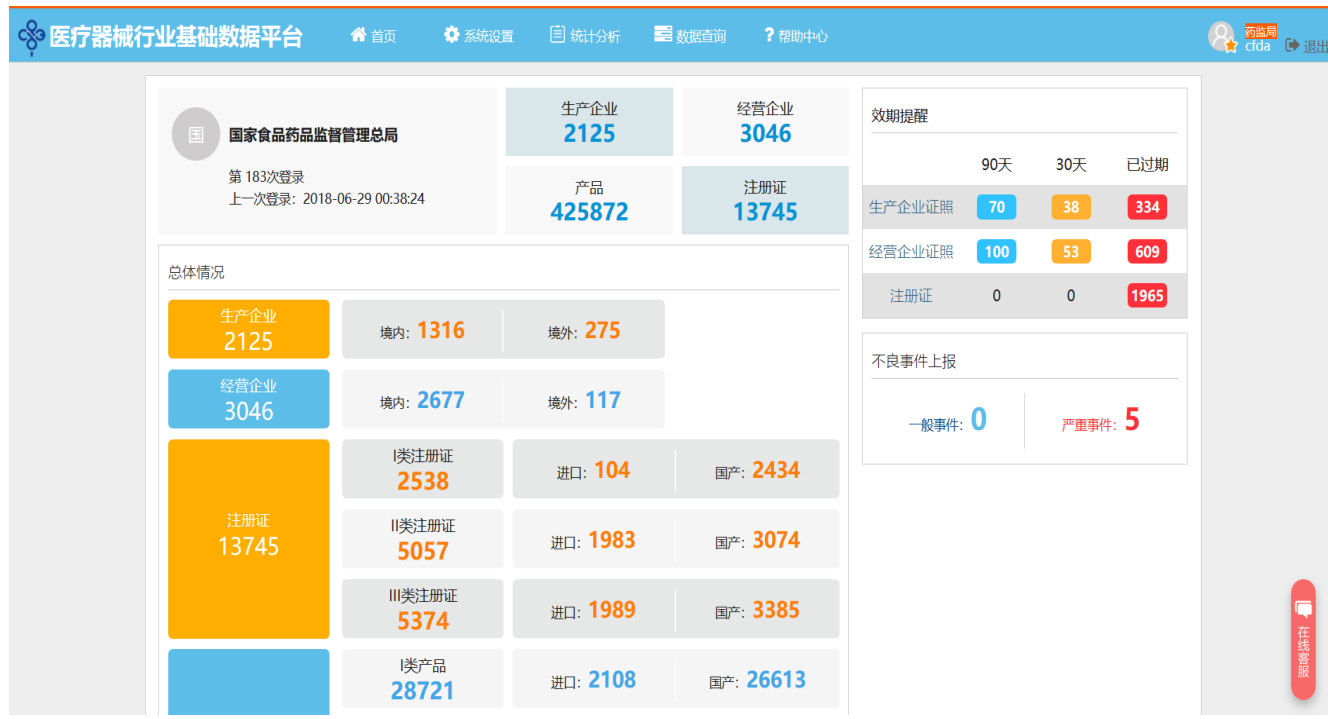 医疗器械行业基础数据平台
首页
系统设置
统计分析
数据查询
? 帮助中心
药监局
cfda
退出
国
国家食品药品监督管理总局
第 183次登录
上一次登录：2018-06-29 00:38:24
生产企业
2125
经营企业
3046
产品
425872
注册证
13745
总体情况
生产企业
2125
境内：1316
境外：275
经营企业
3046
境内：2677
境外：117
注册证
13745
I类注册证
2538
进口：104
国产：2434
II类注册证
5057
进口：1983
国产：3074
III类注册证
5374
进口：1989
国产：3385
I类产品
28721
进口：2108
国产：26613
效期提醒
90天 30天 已过期
生产企业证照 70 38 334
经营企业证照 100 53 609
注册证 0 0 1965
不良事件上报
一般事件：0
严重事件：5
在线客服